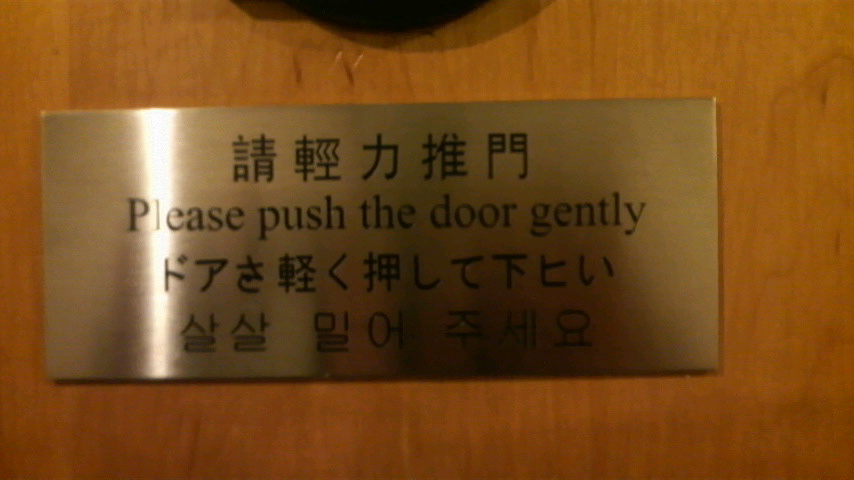 請輕力推門
Please push the door gently
ドアさ軽く押して下ヒい
살살 밀어 주세요